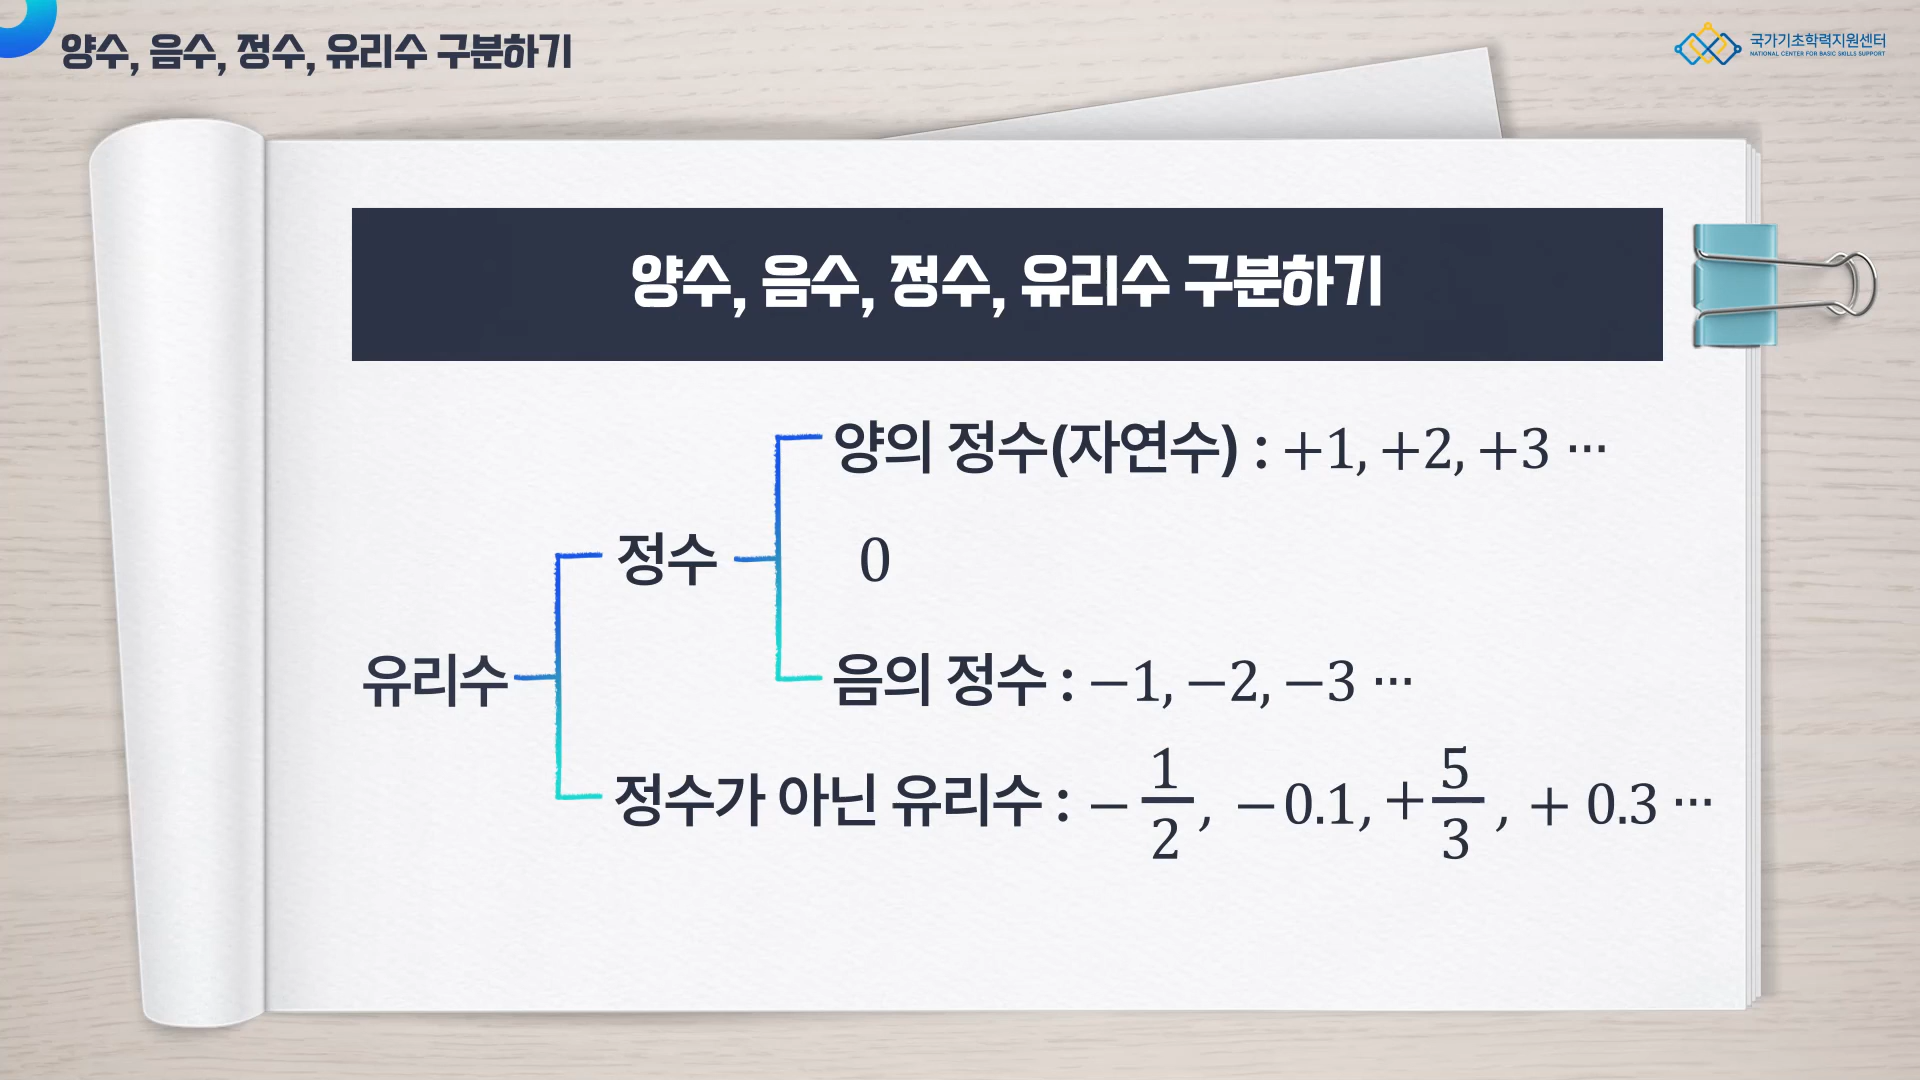 양수, 음수, 정수, 유리수 구분하기
국가기초학력지원센터
NATIONAL CENTER FOR BASIC SKILLS SUPPORT
양수, 음수, 정수, 유리수 구분하기
양의 정수(자연수) : +1, +2, +3 ⋯
정수
0
유리수
음의 정수 : −1, −2, −3 ⋯
정수가 아닌 유리수 : −1/2, −0.1, +5/3, +0.3 ⋯